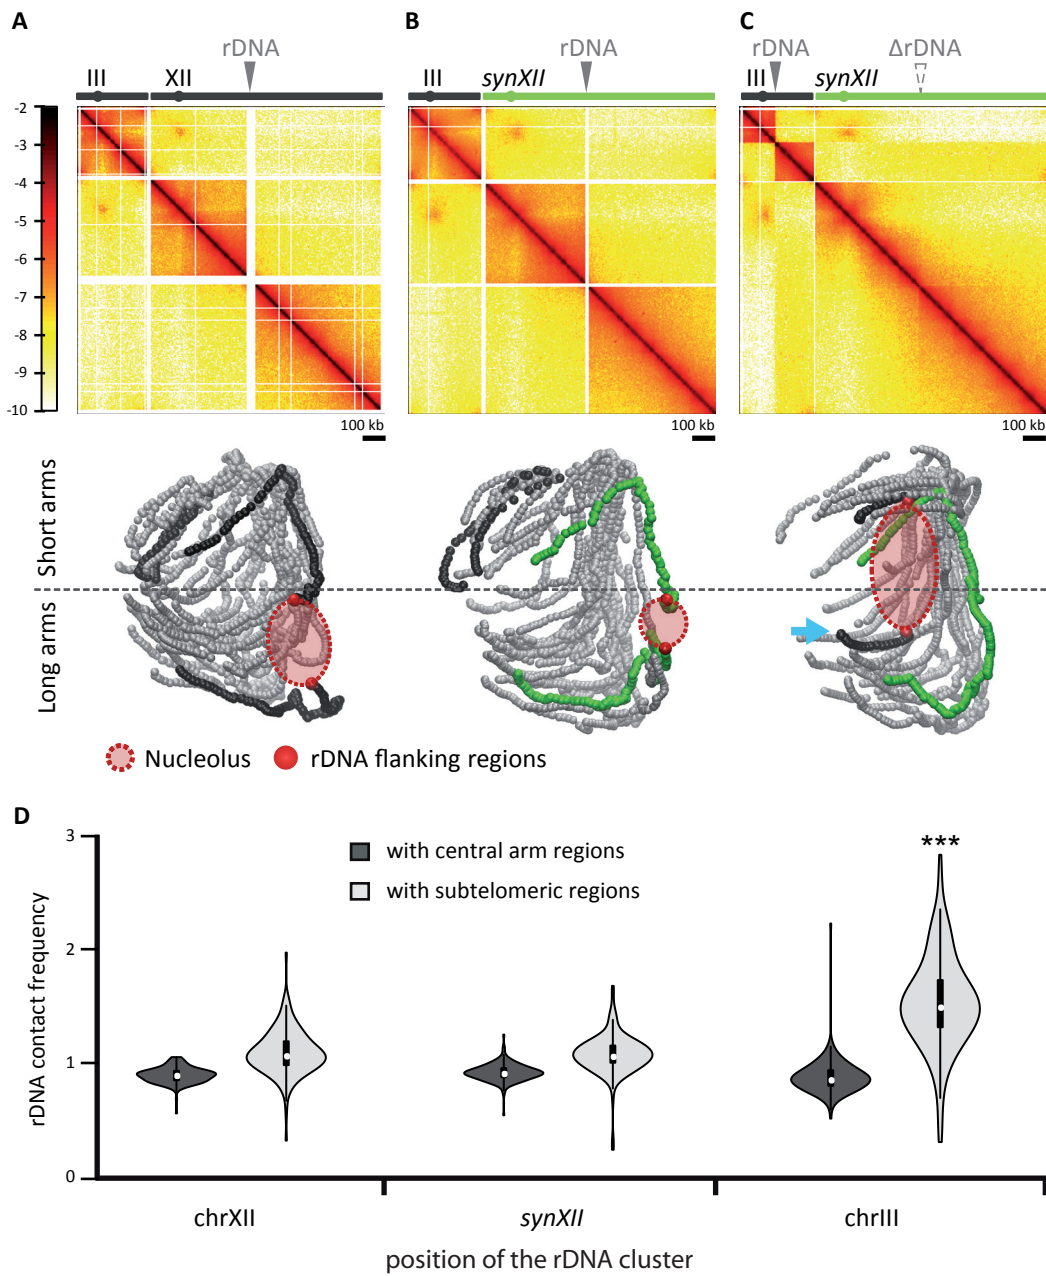 A
B
C
rDNA
rDNA
rDNA
ΔrDNA
III
XII
III
synXII
III
synXII
-2
-3
-4
-5
-6
-7
-8
-9
-10
100 kb
100 kb
100 kb
Short arms
Long arms
Nucleolus
rDNA flanking regions
D
3
2
1
0
rDNA contact frequency
with central arm regions
with subtelomeric regions
***
chrXII
synXII
chrIII
position of the rDNA cluster